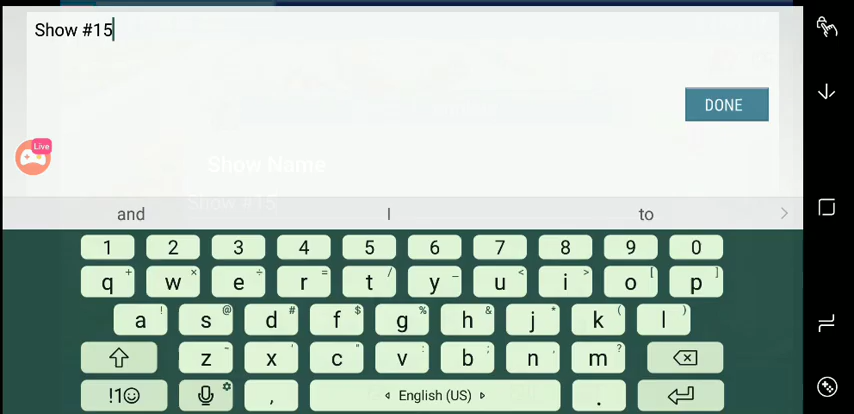 Show #15
DONE
Live
Show Name
Show #15
and I to
1 2 3 4 5 6 7 8 9 0
q + w × e ÷ r = t / y _ u < i > o [ p ]
a ! s @ d # f $ g % h & j * k ( l )
z - x ' c " v : b ; n , m ?
!1☺ , English (US) .